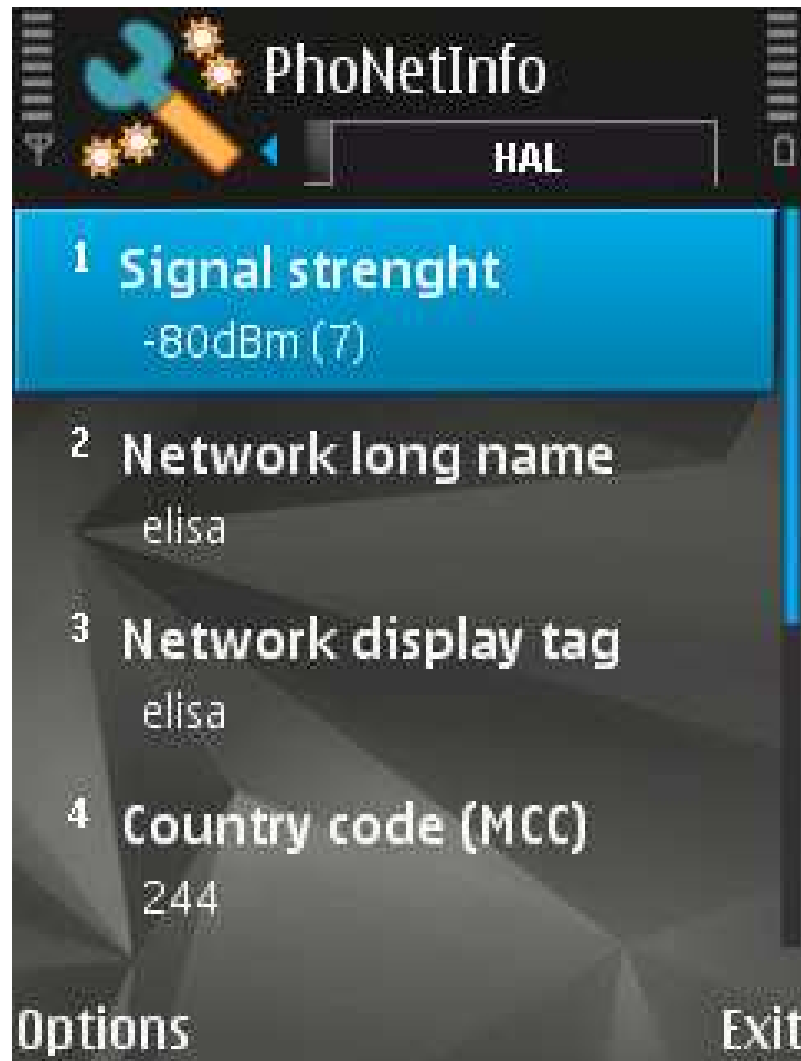 PhoNetInfo
HAL
1 Signal strenght
-80dBm (7)
2 Network long name
elisa
3 Network display tag
elisa
4 Country code (MCC)
244
Options Exit